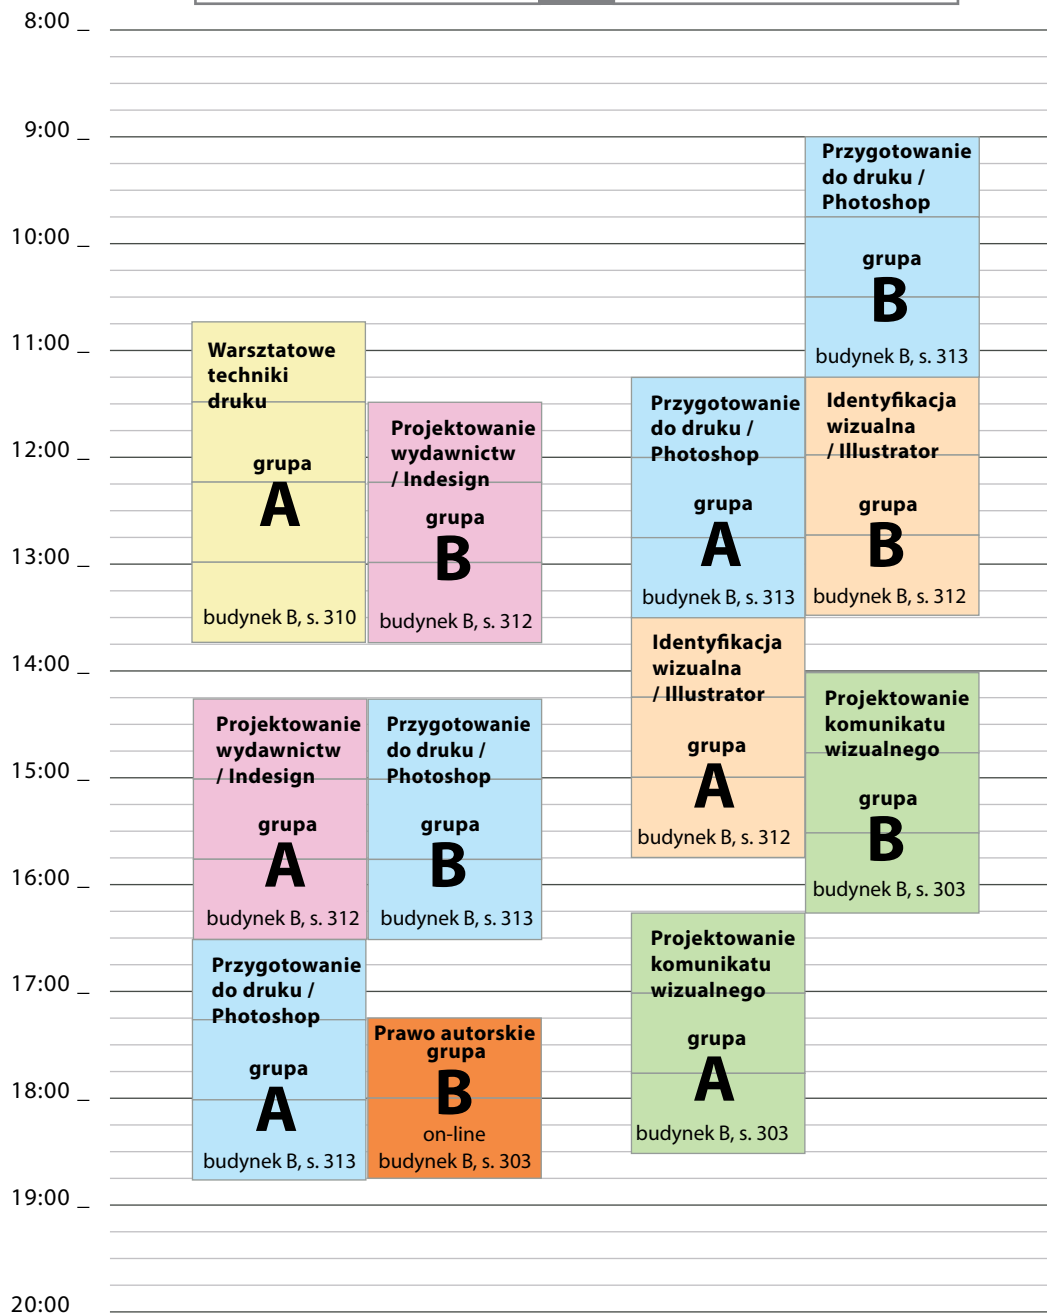 8:00 _
9:00 _
10:00 _
11:00 _
12:00 _
13:00 _
14:00 _
15:00 _
16:00 _
17:00 _
18:00 _
19:00 _
20:00
Warsztatowe
techniki
druku
grupa
A
budynek B, s. 310
Projektowanie
wydawnictw
/ Indesign
grupa
B
budynek B, s. 312
Projektowanie
wydawnictw
/ Indesign
grupa
A
budynek B, s. 312
Przygotowanie
do druku /
Photoshop
grupa
B
budynek B, s. 313
Przygotowanie
do druku /
Photoshop
grupa
A
budynek B, s. 313
Prawo autorskie
grupa
B
on-line
budynek B, s. 303
Przygotowanie
do druku /
Photoshop
grupa
B
budynek B, s. 313
Przygotowanie
do druku /
Photoshop
grupa
A
budynek B, s. 313
Identyfikacja
wizualna
/ Illustrator
grupa
B
budynek B, s. 312
Identyfikacja
wizualna
/ Illustrator
grupa
A
budynek B, s. 312
Projektowanie
komunikatu
wizualnego
grupa
B
budynek B, s. 303
Projektowanie
komunikatu
wizualnego
grupa
A
budynek B, s. 303